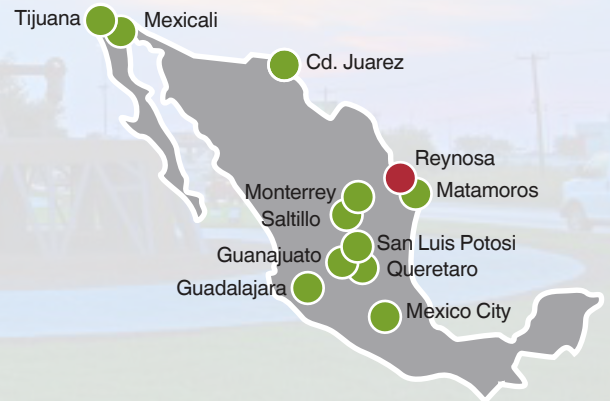 Tijuana
Mexicali
Cd. Juarez
Reynosa
Matamoros
Monterrey
Saltillo
San Luis Potosi
Guanajuato
Queretaro
Guadalajara
Mexico City